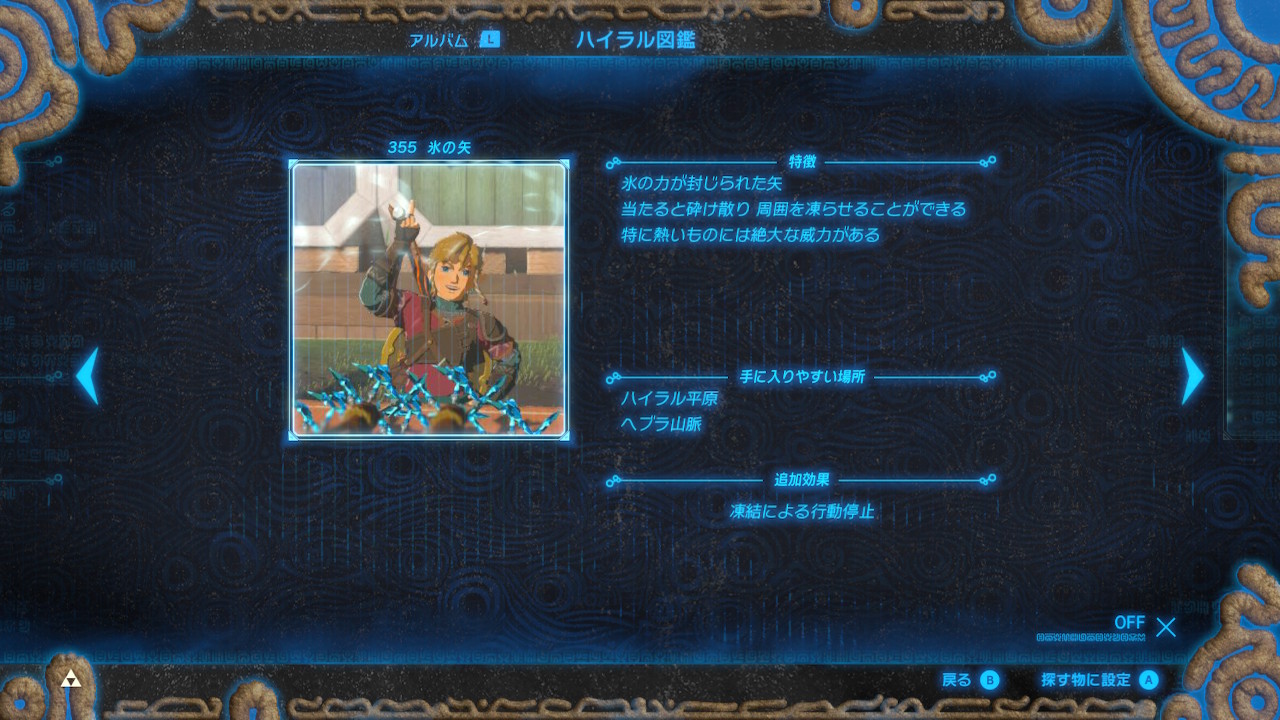 アルバム L
ハイラル図鑑
355 氷の矢
特徴
氷の力が封じられた矢
当たると砕け散り 周囲を凍らせることができる
特に熱いものには絶大な威力がある
手に入りやすい場所
ハイラル平原
ヘブラ山脈
追加効果
凍結による行動停止
OFF
戻る B
探す物に設定 A